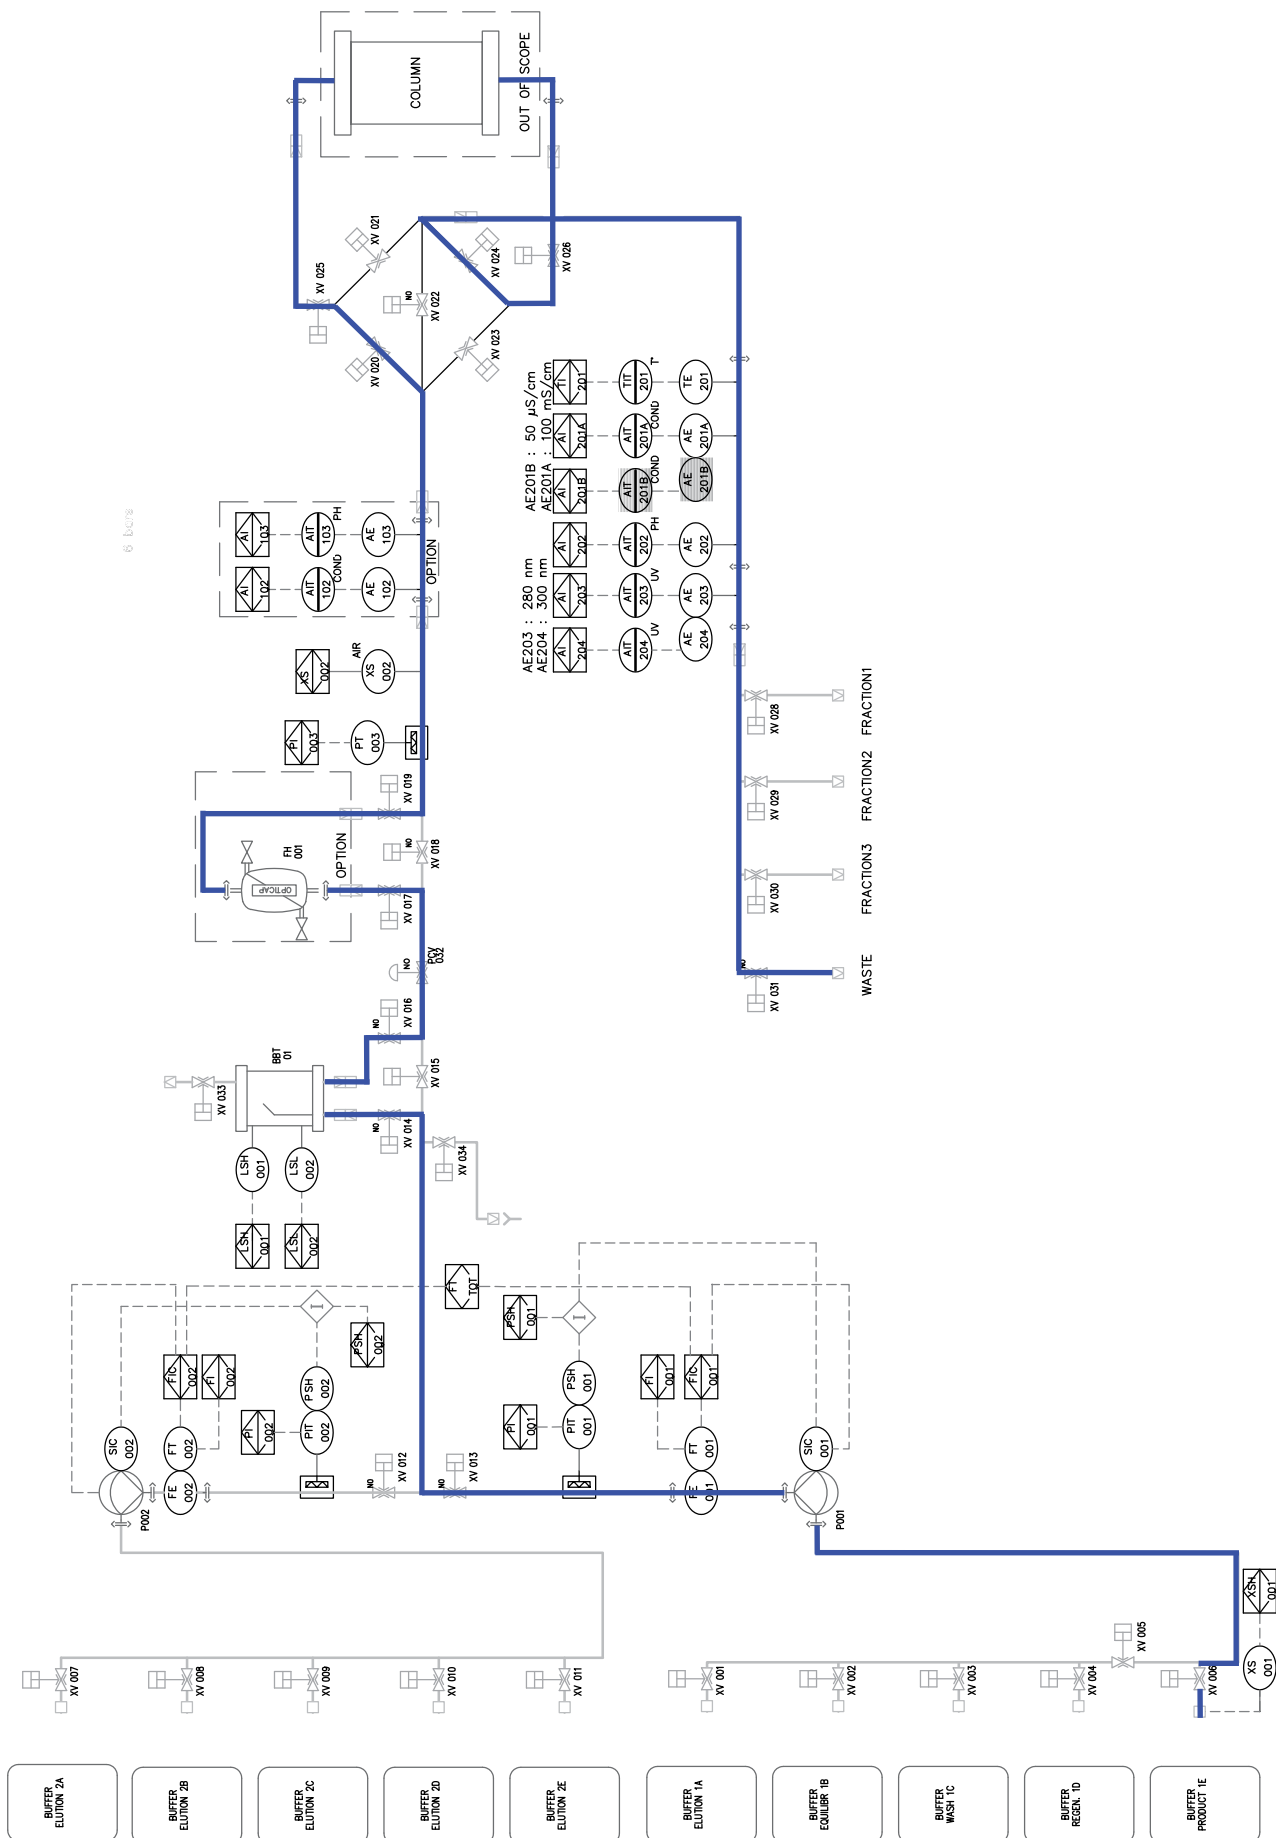 COLUMN
OUT OF SCOPE
XV 021
XV 025
XV 024
XV 026
NO
XV 022
XV 020
XV 023
AE201B : 50 µS/cm
AE201A : 100 mS/cm
TI
201
TIT
201
T°
TE
201
AI
201A
AIT
201A
COND
AE
201A
AI
201B
AIT
201B
COND
AE
201B
AI
202
AIT
202
PH
AE
202
AE203 : 280 nm
AE204 : 300 nm
AI
203
AIT
203
UV
AE
203
AI
204
AIT
204
UV
AE
204
6 bars
AI
103
AIT
103
PH
AE
103
AI
102
AIT
102
COND
AE
102
OPTION
XS
002
AIR
XS
002
PI
003
PT
003
XV 028
FRACTION1
XV 029
FRACTION2
XV 030
FRACTION3
NO
XV 031
WASTE
XV 019
NO
XV 018
FH
001
OPTION
OPTICAP
XV 017
NO
PCV
032
XV 016
NO
BBT
01
XV 015
XV 033
NO
XV 014
XV 034
LSH
001
LSL
002
LSH
001
LSL
002
FT
TOT
I
PSH
002
PSH
001
I
FIC
002
FI
002
PSH
002
PI
002
PIT
002
PSH
001
PI
001
PIT
001
FI
001
FIC
001
SIC
002
FT
002
FE
002
P002
NO
XV 012
NO
XV 013
FT
001
FE
001
SIC
001
P001
XSH
001
XS
001
XV 005
XV 007
XV 008
XV 009
XV 010
XV 011
XV 001
XV 002
XV 003
XV 004
XV 006
BUFFER
ELUTION 2A
BUFFER
ELUTION 2B
BUFFER
ELUTION 2C
BUFFER
ELUTION 2D
BUFFER
ELUTION 2E
BUFFER
ELUTION 1A
BUFFER
EQUILIBR 1B
BUFFER
WASH 1C
BUFFER
REGEN. 1D
BUFFER
PRODUCT 1E